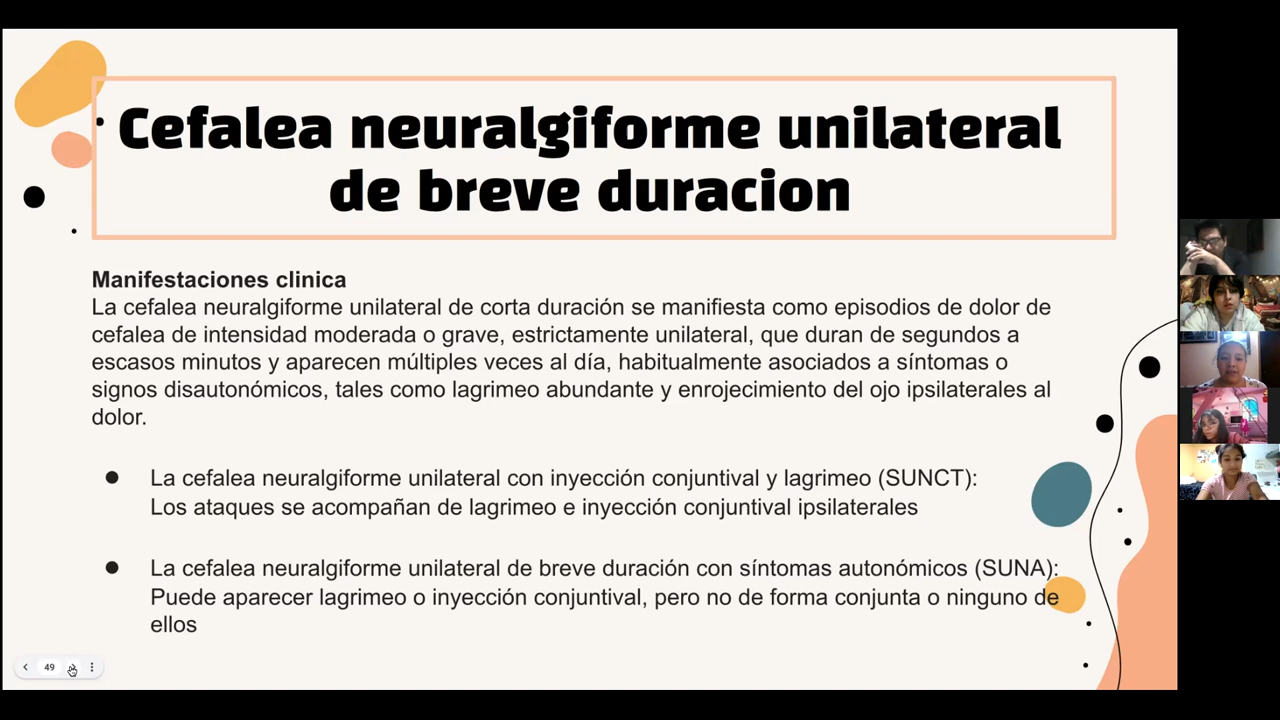 Cefalea neuralgiforme unilateral
de breve duracion
Manifestaciones clinica
La cefalea neuralgiforme unilateral de corta duración se manifiesta como episodios de dolor de
cefalea de intensidad moderada o grave, estrictamente unilateral, que duran de segundos a
escasos minutos y aparecen múltiples veces al día, habitualmente asociados a síntomas o
signos disautonómicos, tales como lagrimeo abundante y enrojecimiento del ojo ipsilaterales al
dolor.
● La cefalea neuralgiforme unilateral con inyección conjuntival y lagrimeo (SUNCT):
Los ataques se acompañan de lagrimeo e inyección conjuntival ipsilaterales
● La cefalea neuralgiforme unilateral de breve duración con síntomas autonómicos (SUNA):
Puede aparecer lagrimeo o inyección conjuntival, pero no de forma conjunta o ninguno de
ellos
49